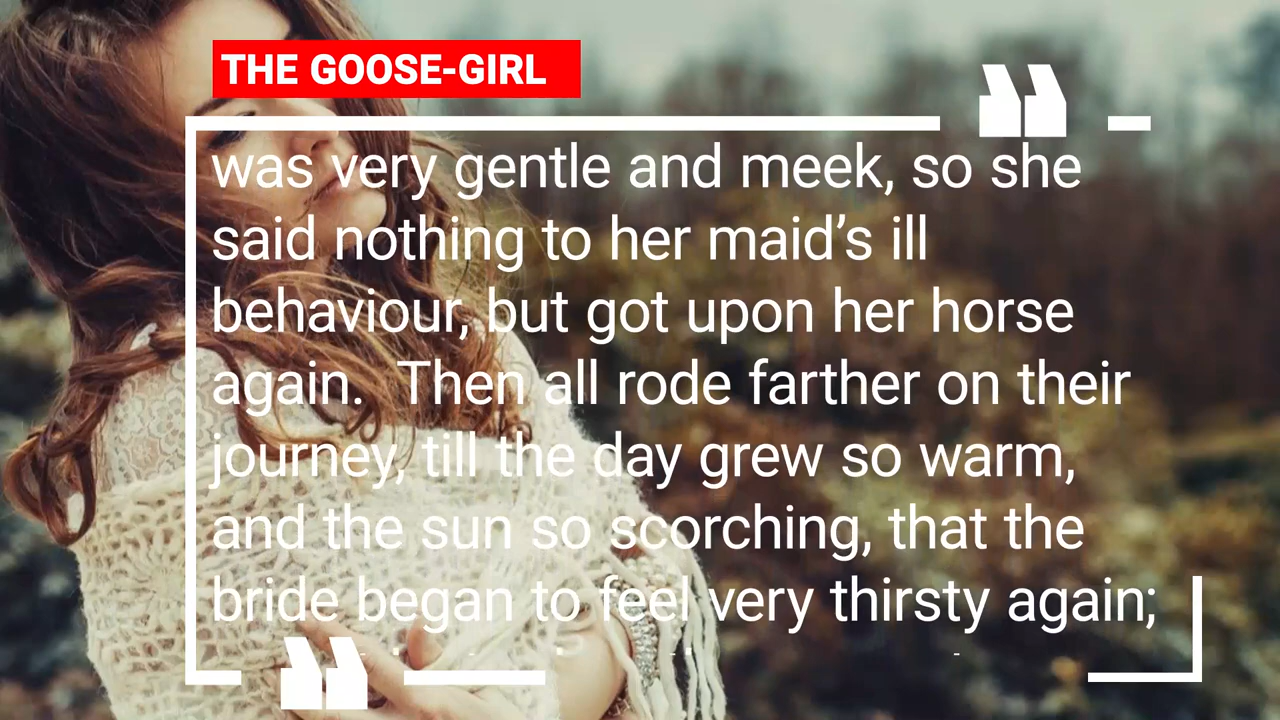 THE GOOSE-GIRL
was very gentle and meek, so she
said nothing to her maid’s ill
behaviour, but got upon her horse
again.  Then all rode farther on their
journey, till the day grew so warm,
and the sun so scorching, that the
bride began to feel very thirsty again;